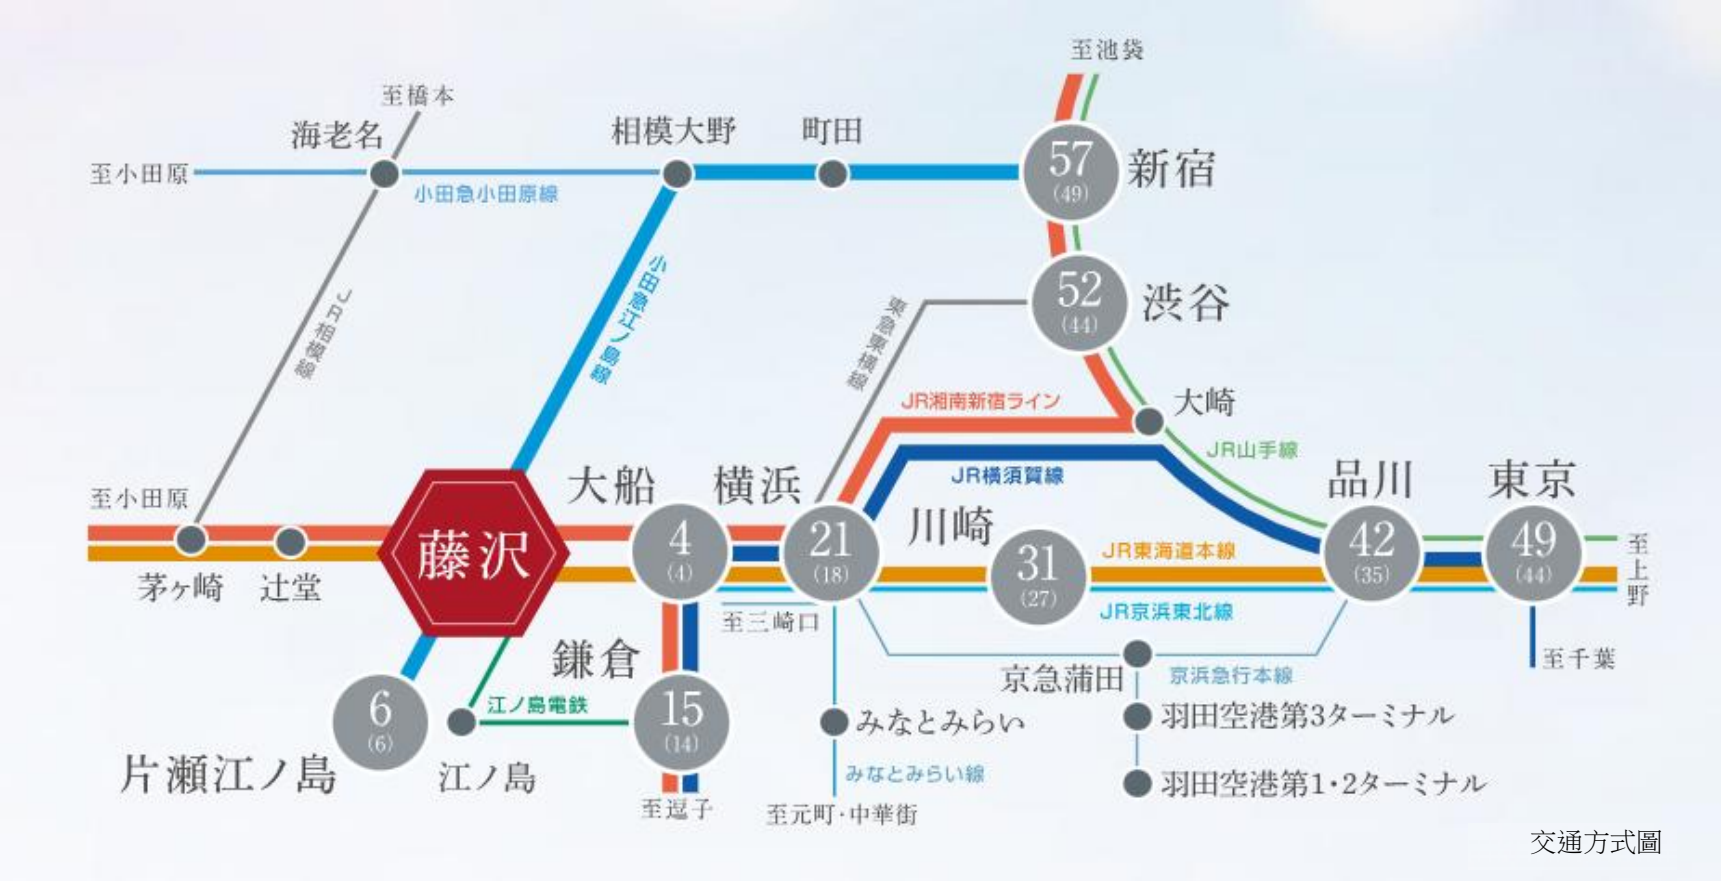 至池袋
至橋本
海老名
相模大野
町田
57
(49)
新宿
至小田原
小田急小田原線
小田急江ノ島線
JR相模線
52
(44)
渋谷
東急東横線
JR湘南新宿ライン
大崎
JR山手線
JR横須賀線
至小田原
大船
横浜
川崎
品川
東京
藤沢
4
(4)
21
(18)
31
(27)
JR東海道本線
42
(35)
49
(44)
至上野
茅ヶ崎
辻堂
JR京浜東北線
至三崎口
鎌倉
京急蒲田
京浜急行本線
至千葉
6
(6)
江ノ島電鉄
15
(14)
みなとみらい
羽田空港第3ターミナル
片瀬江ノ島
江ノ島
みなとみらい線
羽田空港第1・2ターミナル
至逗子
至元町・中華街
交通方式圖